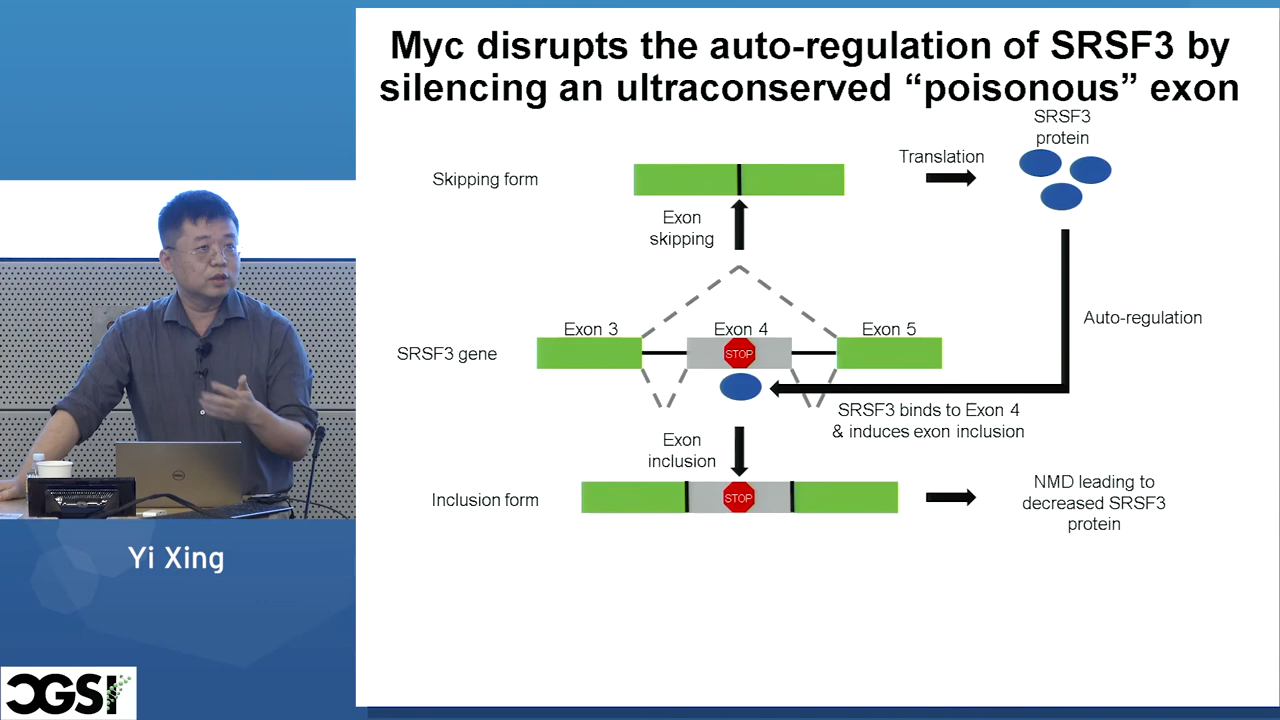 Myc disrupts the auto-regulation of SRSF3 by
silencing an ultraconserved “poisonous” exon
SRSF3
protein
Translation
Skipping form
Exon
skipping
Exon 3
Exon 4
Exon 5
SRSF3 gene
STOP
Auto-regulation
SRSF3 binds to Exon 4
& induces exon inclusion
Exon
inclusion
Inclusion form
STOP
NMD leading to
decreased SRSF3
protein
Yi Xing
CGSI